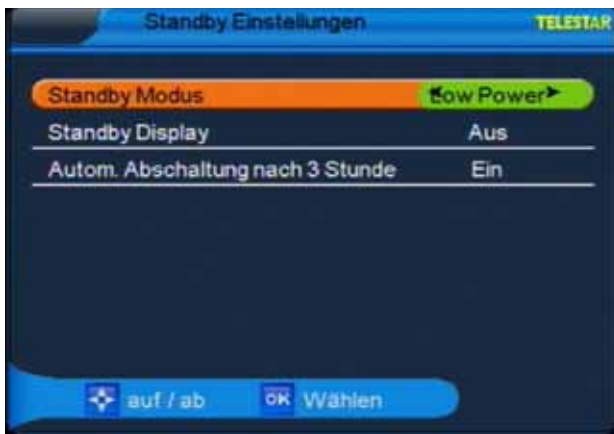 Standby Einstellungen TELESTAR
Standby Modus Low Power
Standby Display Aus
Autom. Abschaltung nach 3 Stunde Ein
auf / ab OK Wählen